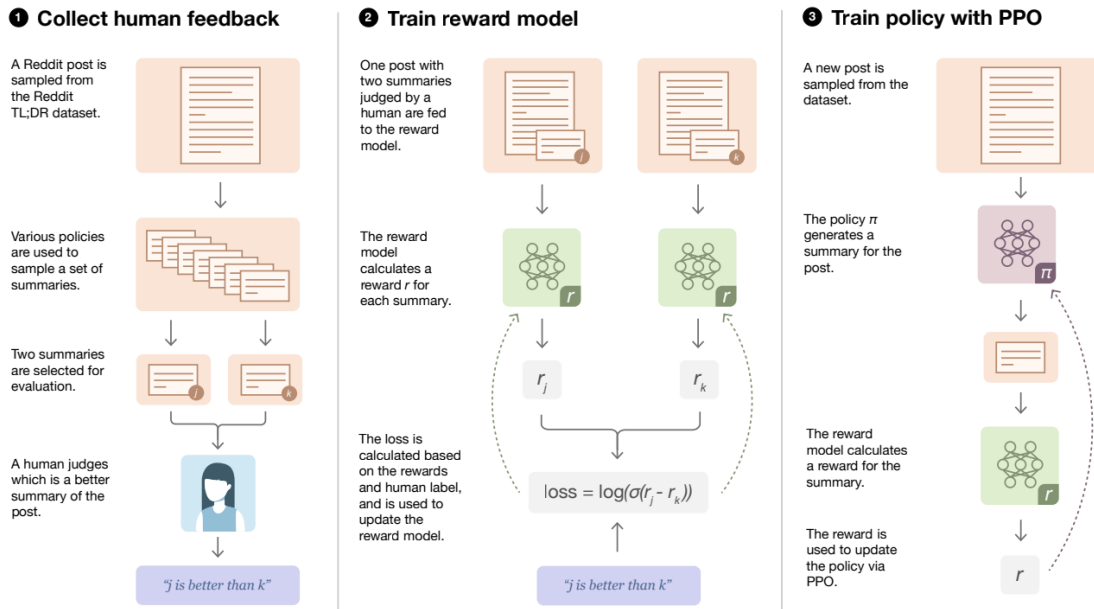 1 Collect human feedback
A Reddit post is
sampled from
the Reddit
TL;DR dataset.
Various policies
are used to
sample a set of
summaries.
Two summaries
are selected for
evaluation.
j
k
A human judges
which is a better
summary of the
post.
“j is better than k”
2 Train reward model
One post with
two summaries
judged by a
human are fed
to the reward
model.
j
k
The reward
model
calculates a
reward r for
each summary.
r
r
r_j
r_k
The loss is
calculated based
on the rewards
and human label,
and is used to
update the
reward model.
loss = log(σ(r_j - r_k))
“j is better than k”
3 Train policy with PPO
A new post is
sampled from the
dataset.
The policy π
generates a
summary for the
post.
π
The reward
model calculates
a reward for the
summary.
r
The reward is
used to update
the policy via
PPO.
r